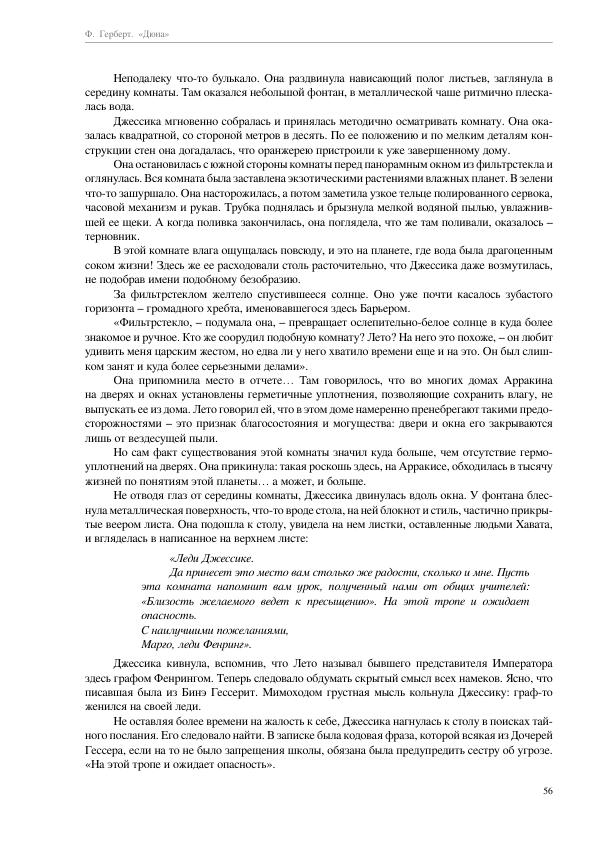 Ф. Герберт. «Дюна»
Неподалеку что-то булькало. Она раздвинула нависающий полог листьев, заглянула в
середину комнаты. Там оказался небольшой фонтан, в металлической чаше ритмично плеска-
лась вода.
Джессика мгновенно собралась и принялась методично осматривать комнату. Она ока-
залась квадратной, со стороной метров в десять. По ее положению и по мелким деталям кон-
струкции стен она догадалась, что оранжерею пристроили к уже завершенному дому.
Она остановилась с южной стороны комнаты перед панорамным окном из фильтрстекла и
оглянулась. Вся комната была заставлена экзотическими растениями влажных планет. В зелени
что-то зашуршало. Она насторожилась, а потом заметила узкое тельце полированного сервока,
часовой механизм и рукав. Трубка поднялась и брызнула мелкой водяной пылью, увлажнив-
шей ее щеки. А когда поливка закончилась, она поглядела, что же там поливали, оказалось –
терновник.
В этой комнате влага ощущалась повсюду, и это на планете, где вода была драгоценным
соком жизни! Здесь же ее расходовали столь расточительно, что Джессика даже возмутилась,
не подобрав имени подобному безобразию.
За фильтрстеклом желтело спустившееся солнце. Оно уже почти касалось зубастого
горизонта – громадного хребта, именовавшегося здесь Барьером.
«Фильтрстекло, – подумала она, – превращает ослепительно-белое солнце в куда более
знакомое и ручное. Кто же соорудил подобную комнату? Лето? На него это похоже, – он любит
удивить меня царским жестом, но едва ли у него хватило времени еще и на это. Он был слиш-
ком занят и куда более серьезными делами».
Она припомнила место в отчете… Там говорилось, что во многих домах Арракина
на дверях и окнах установлены герметичные уплотнения, позволяющие сохранить влагу, не
выпускать ее из дома. Лето говорил ей, что в этом доме намеренно пренебрегают такими предо-
сторожностями – это признак благосостояния и могущества: двери и окна его закрываются
лишь от вездесущей пыли.
Но сам факт существования этой комнаты значил куда больше, чем отсутствие гермо-
уплотнений на дверях. Она прикинула: такая роскошь здесь, на Арракисе, обходилась в тысячу
жизней по понятиям этой планеты… а может, и больше.
Не отводя глаз от середины комнаты, Джессика двинулась вдоль окна. У фонтана блес-
нула металлическая поверхность, что-то вроде стола, на ней блокнот и стиль, частично прикры-
тые веером листа. Она подошла к столу, увидела на нем листки, оставленные людьми Хавата,
и вгляделась в написанное на верхнем листе:
«Леди Джессике.
Да принесет это место вам столько же радости, сколько и мне. Пусть
эта комната напомнит вам урок, полученный нами от общих учителей:
«Близость желаемого ведет к пресыщению». На этой тропе и ожидает
опасность.
С наилучшими пожеланиями,
Марго, леди Фенринг».
Джессика кивнула, вспомнив, что Лето называл бывшего представителя Императора
здесь графом Фенрингом. Теперь следовало обдумать скрытый смысл всех намеков. Ясно, что
писавшая была из Бинэ Гессерит. Мимоходом грустная мысль кольнула Джессику: граф-то
женился на своей леди.
Не оставляя более времени на жалость к себе, Джессика нагнулась к столу в поисках тай-
ного послания. Его следовало найти. В записке была кодовая фраза, которой всякая из Дочерей
Гессера, если на то не было запрещения школы, обязана была предупредить сестру об угрозе.
«На этой тропе и ожидает опасность».
56